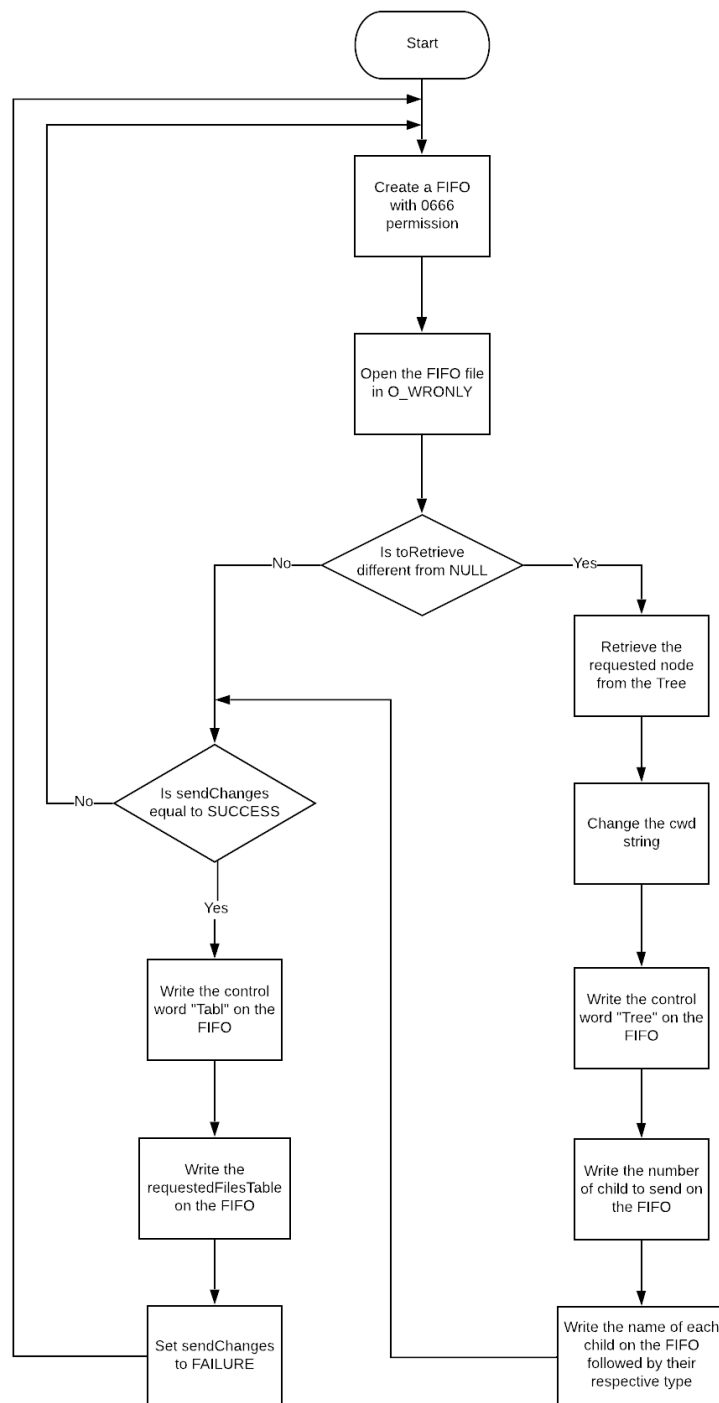 Start
Create a FIFO
with 0666
permission
Open the FIFO file
in O_WRONLY
Is toRetrieve
different from NULL
No
Yes
Retrieve the
requested node
from the Tree
Is sendChanges
equal to SUCCESS
No
Yes
Change the cwd
string
Write the control
word "Tabl" on the
FIFO
Write the control
word "Tree" on the
FIFO
Write the
requestedFilesTable
on the FIFO
Write the number
of child to send on
the FIFO
Set sendChanges
to FAILURE
Write the name of each
child on the FIFO
followed by their
respective type